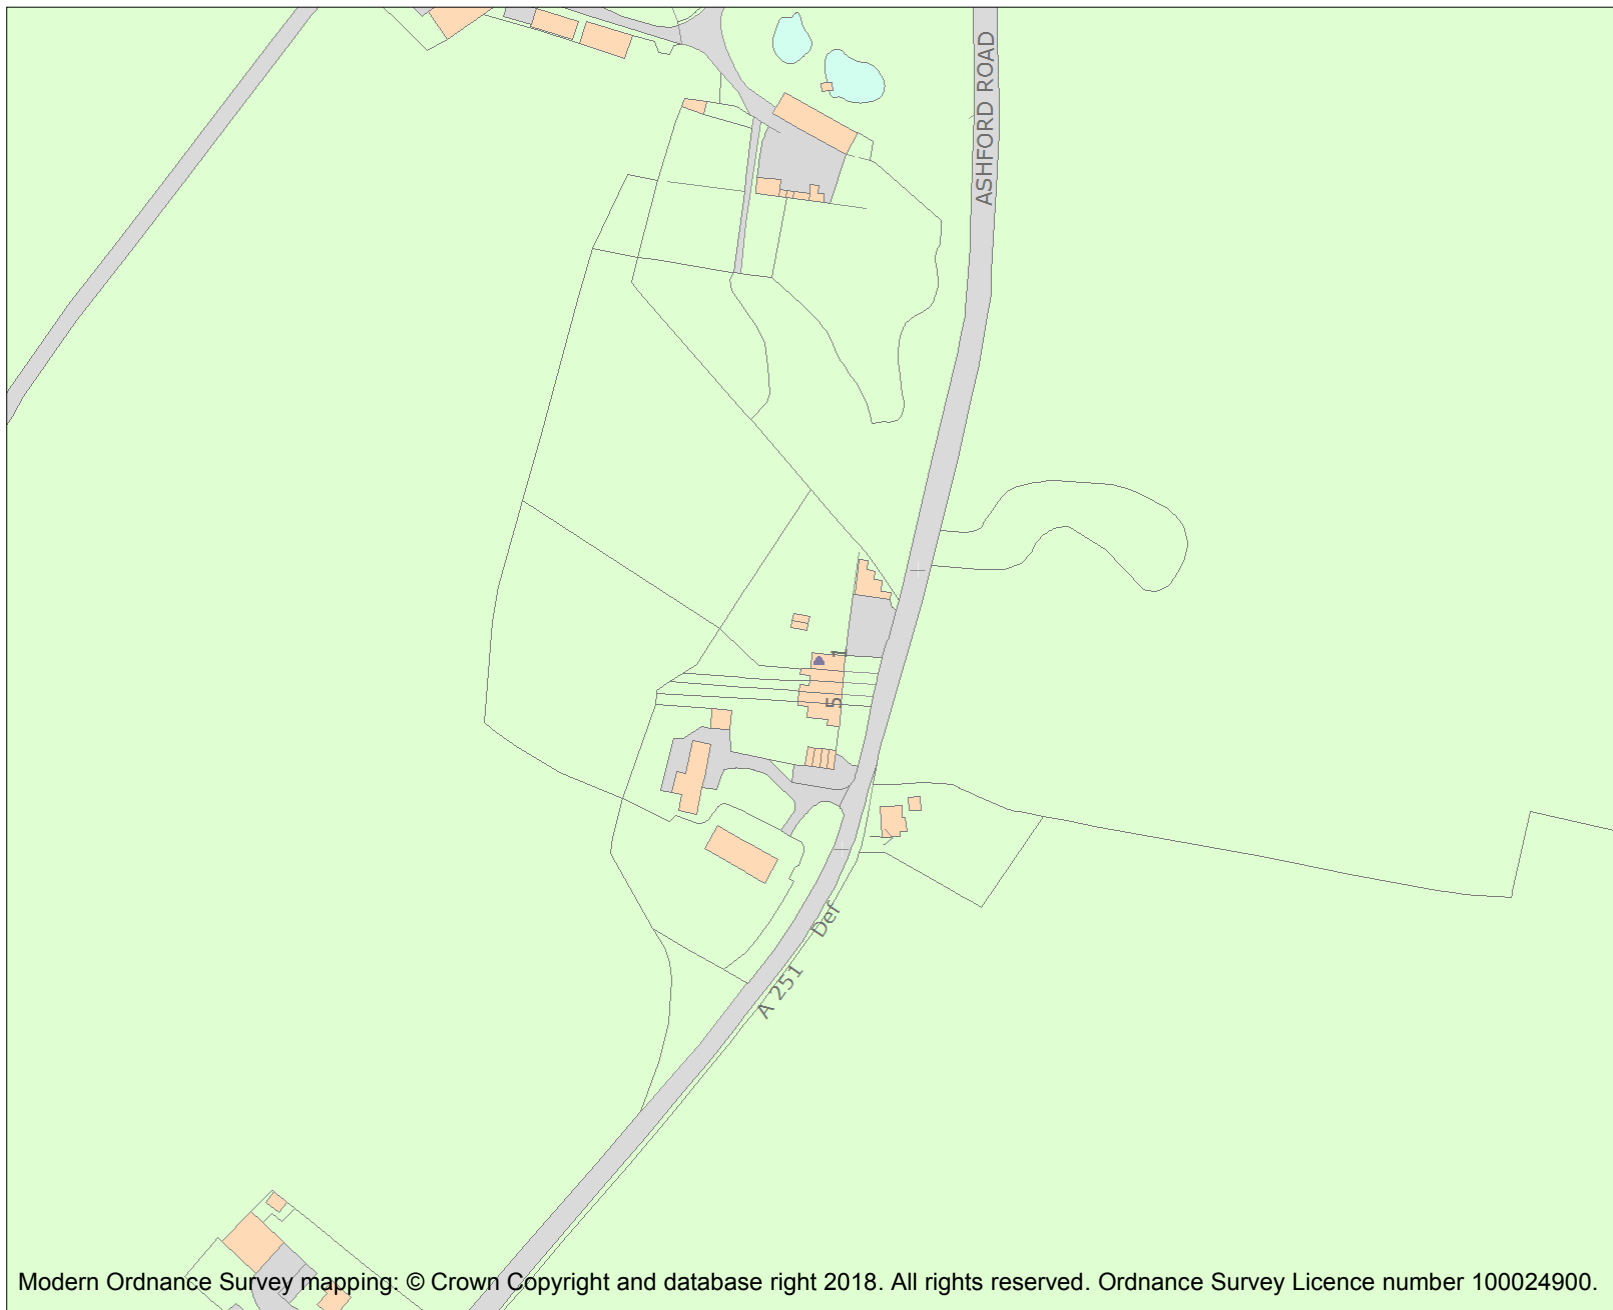 ASHFORD ROAD
1
5
Def
A 251
Modern Ordnance Survey mapping: © Crown Copyright and database right 2018. All rights reserved. Ordnance Survey Licence number 100024900.